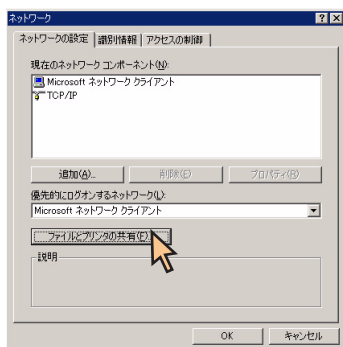 ネットワーク
ネットワークの設定 識別情報 アクセスの制御
現在のネットワーク コンポーネント(N):
Microsoft ネットワーク クライアント
TCP/IP
追加(A)... 削除(E) プロパティ(R)
優先的にログオンするネットワーク(L):
Microsoft ネットワーク クライアント
ファイルとプリンタの共有(F)...
説明
OK キャンセル